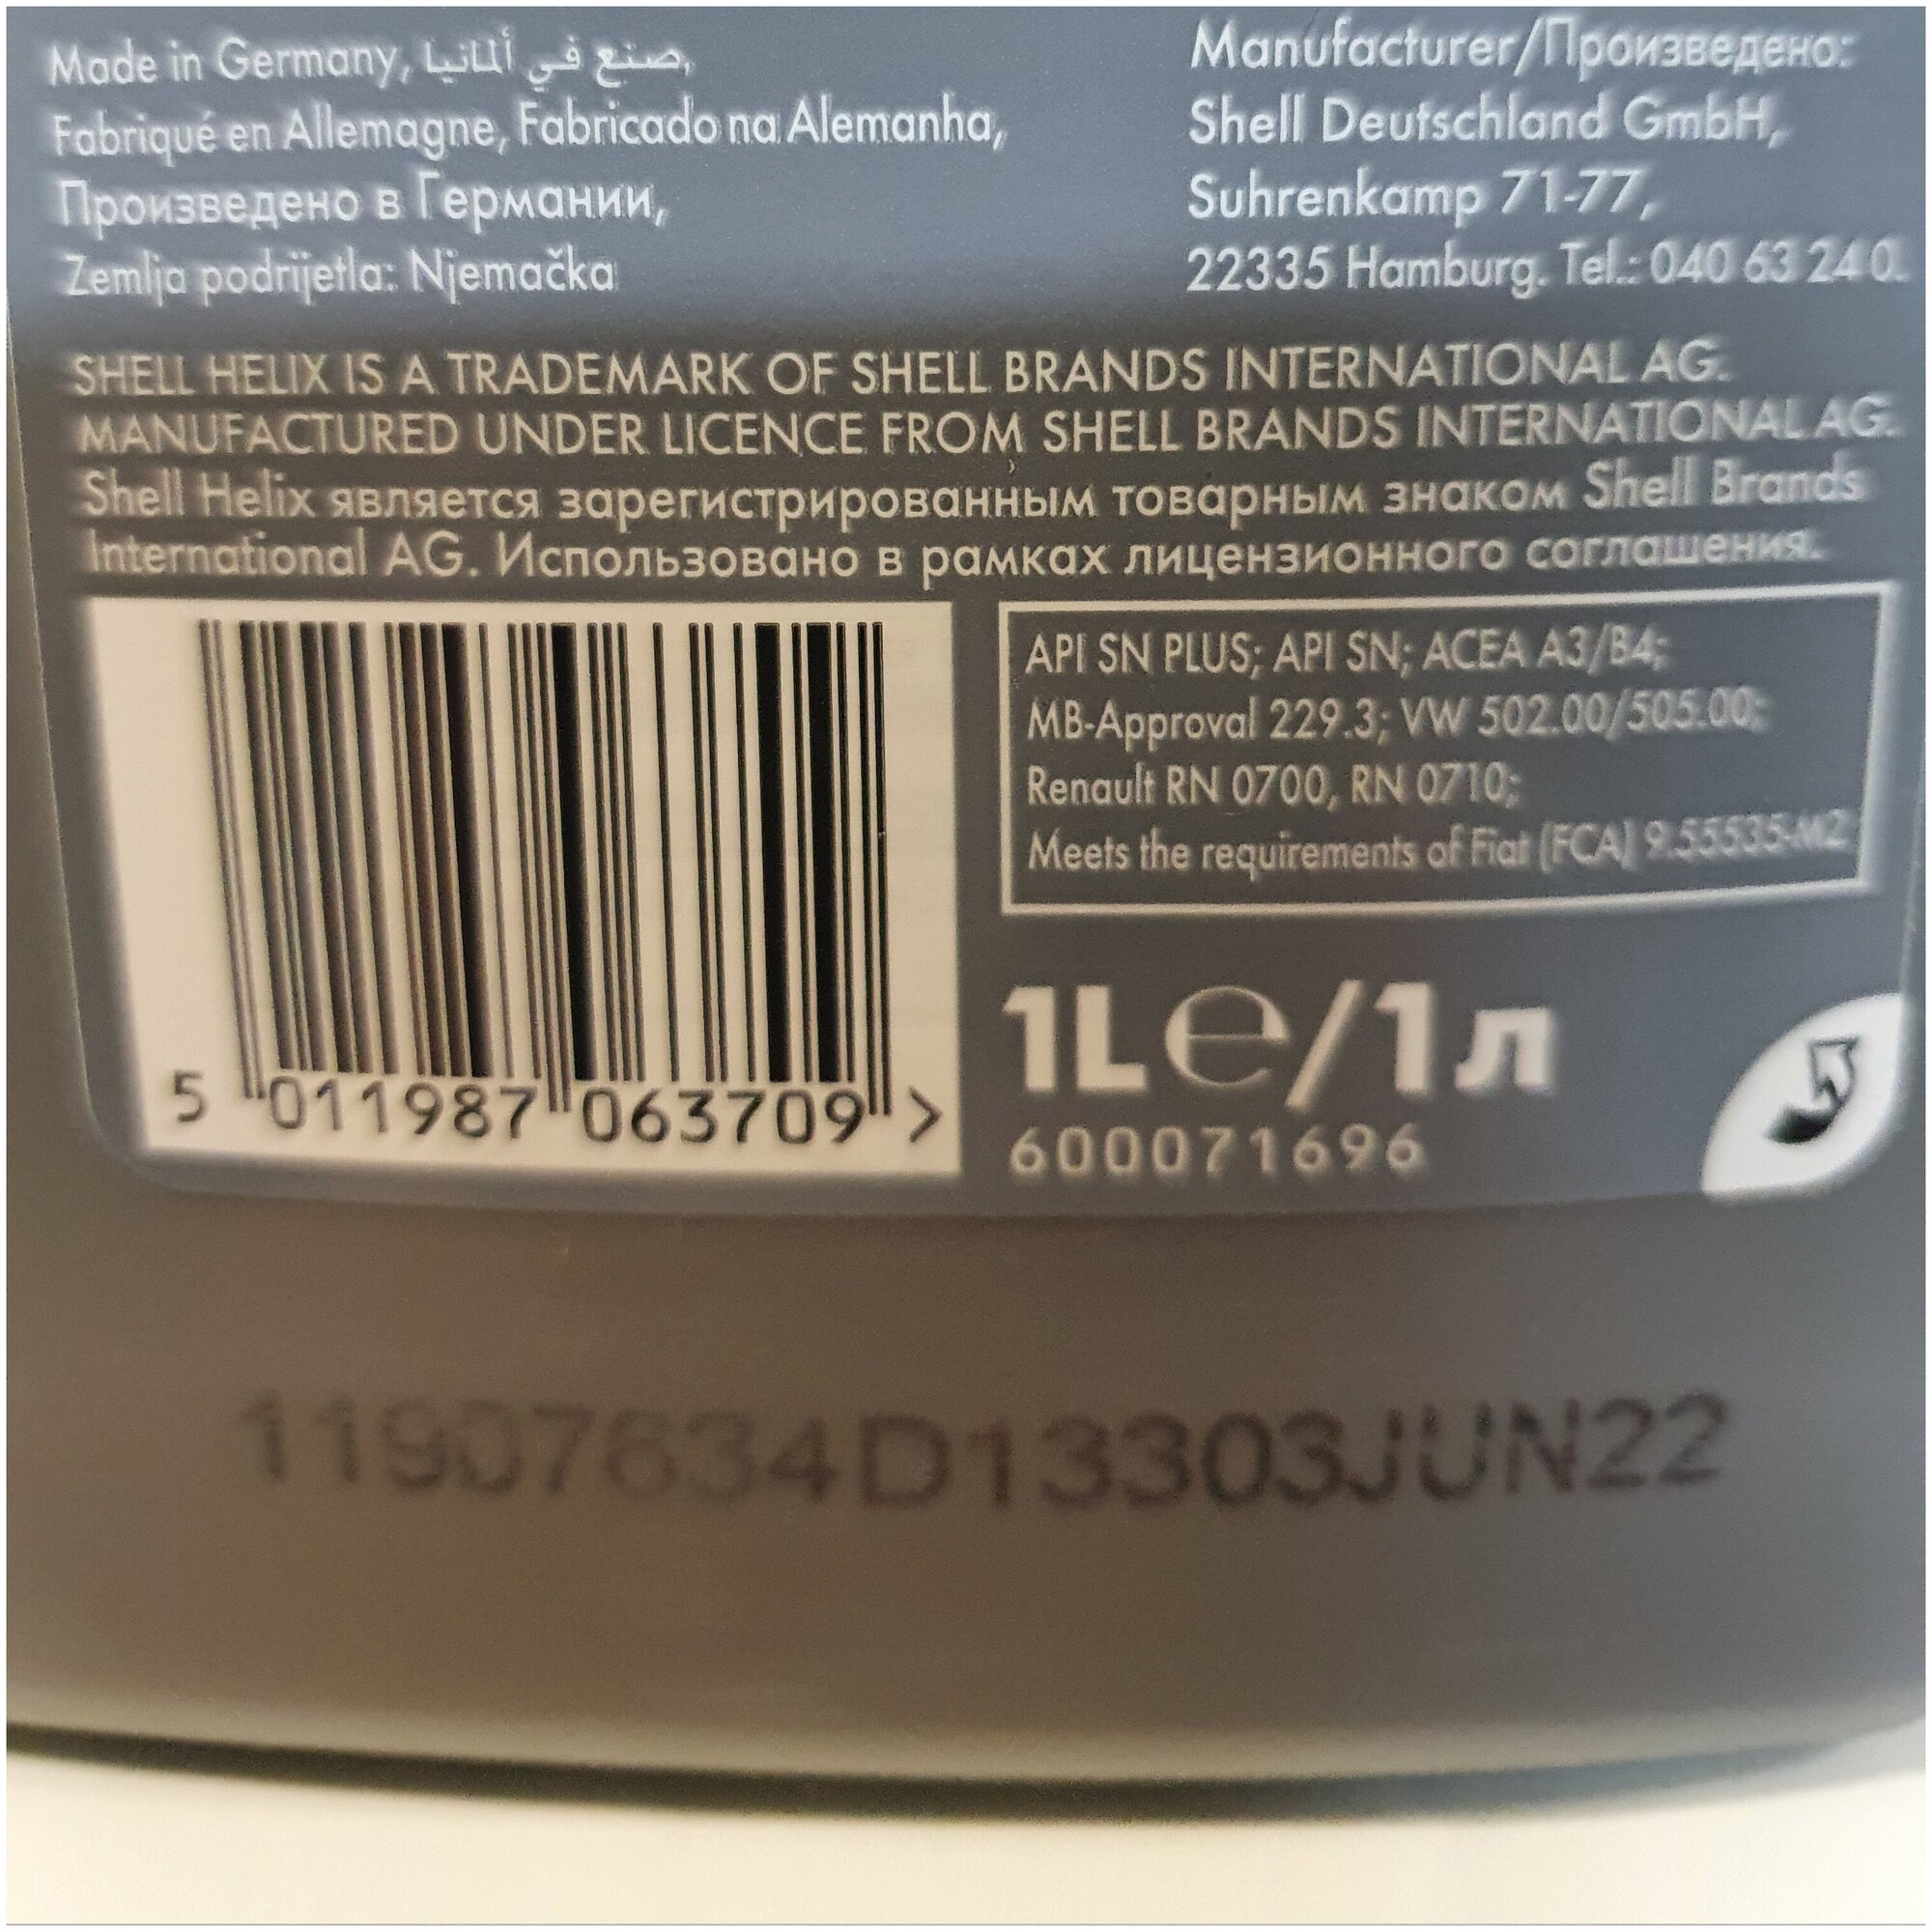 Made in Germany, صنع في ألمانيا,
Fabriqué en Allemagne, Fabricado na Alemanha,
Произведено в Германии,
Zemlja podrijetla: Njemačka
Manufacturer/Произведено:
Shell Deutschland GmbH,
Suhrenkamp 71-77,
22335 Hamburg. Tel.: 040 63 24 0.
SHELL HELIX IS A TRADEMARK OF SHELL BRANDS INTERNATIONAL AG.
MANUFACTURED UNDER LICENCE FROM SHELL BRANDS INTERNATIONAL AG.
Shell Helix является зарегистрированным товарным знаком Shell Brands
International AG. Использовано в рамках лицензионного соглашения.
5 011987 063709 >
API SN PLUS; API SN; ACEA A3/B4;
MB-Approval 229.3; VW 502.00/505.00;
Renault RN 0700, RN 0710;
Meets the requirements of Fiat (FCA) 9.55535-M2
1L℮/1л
600071696
11907634D13303JUN22